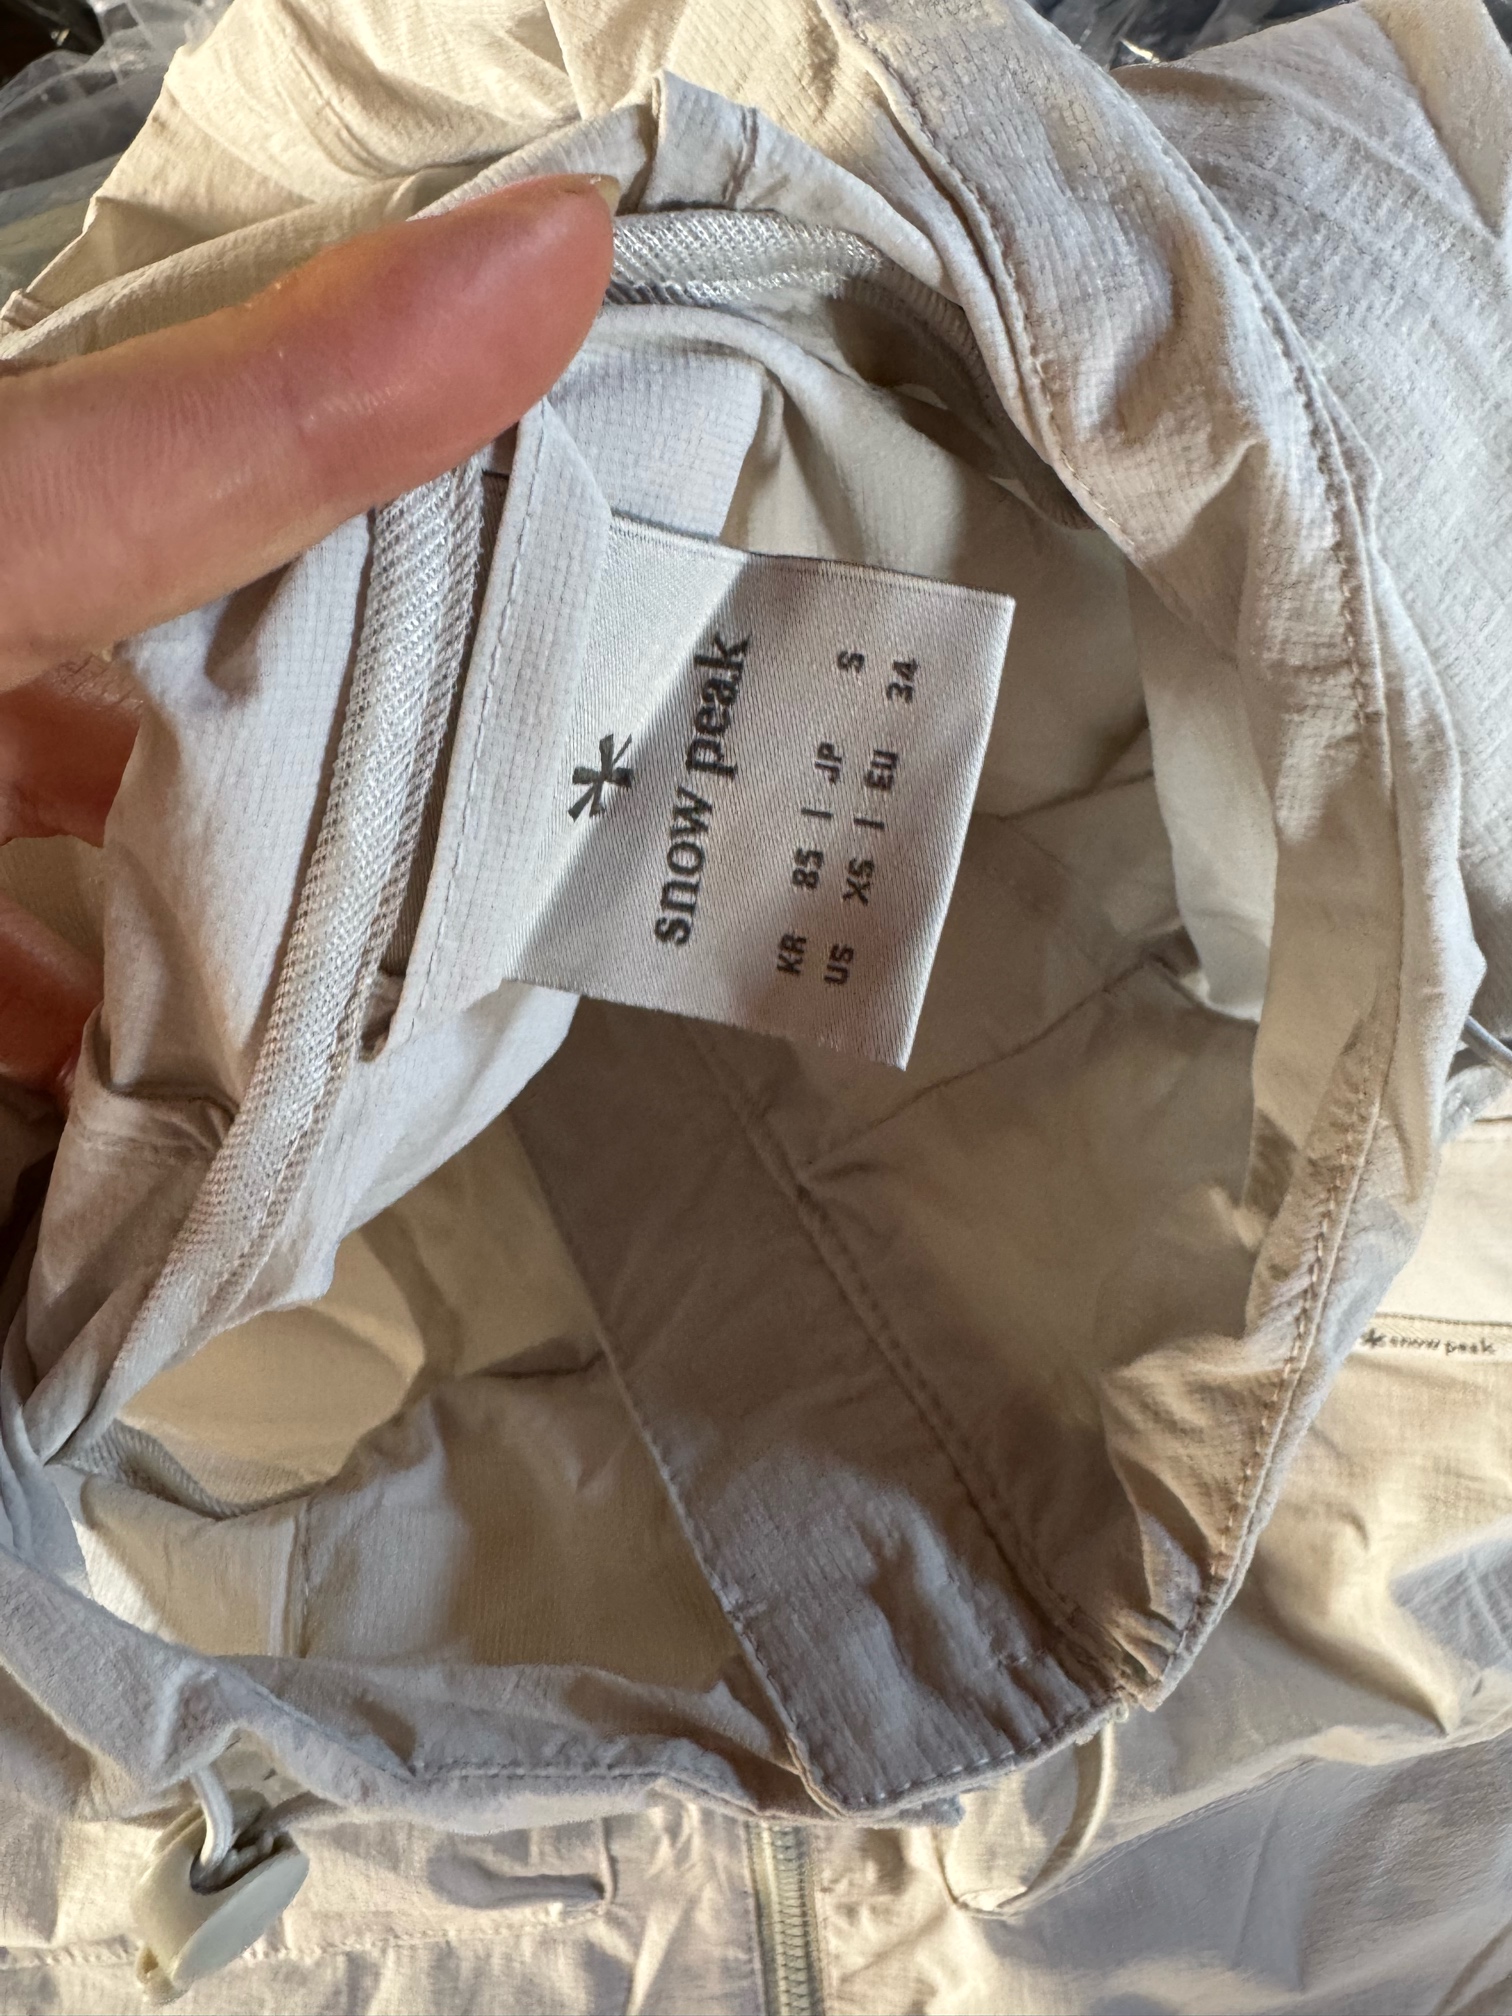 snow peak
KR 85 | JP S
US XS | EU 34
snow peak